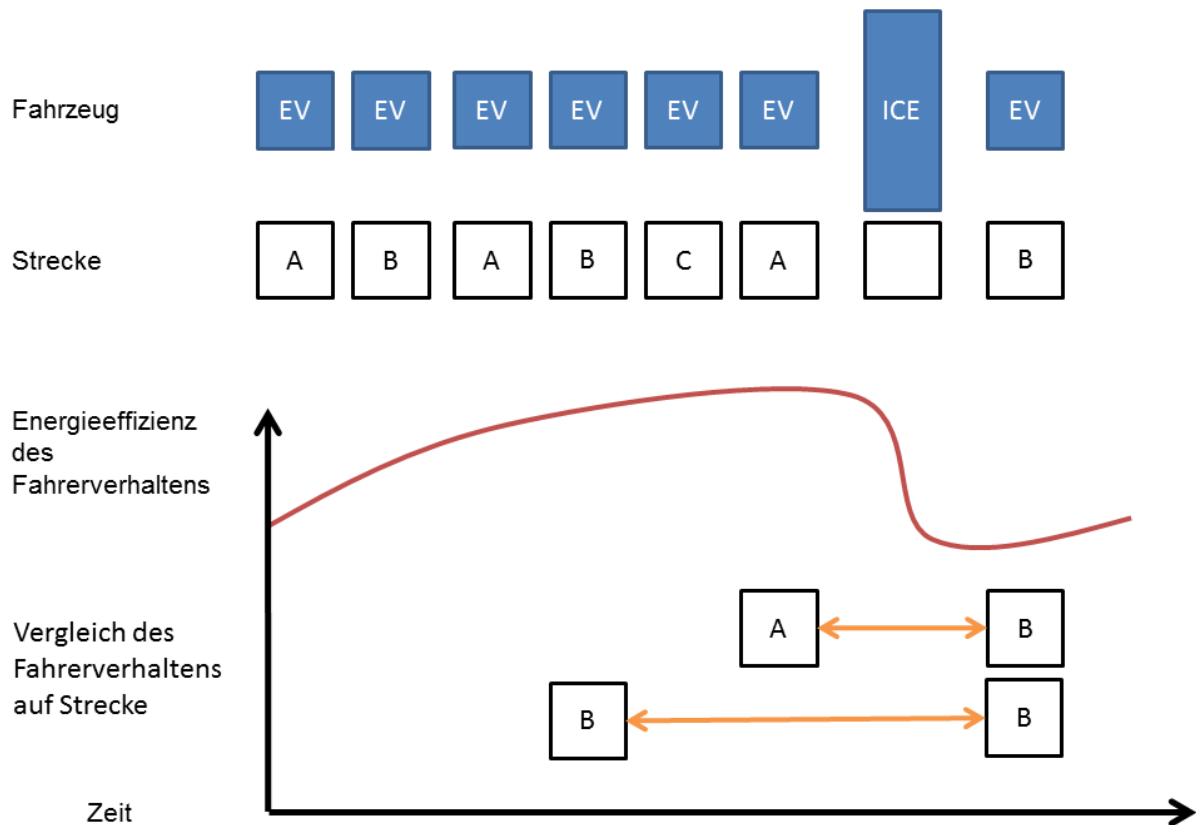 Fahrzeug
EV EV EV EV EV EV ICE EV
Strecke
A B A B C A B
Energieeffizienz
des
Fahrerverhaltens
Vergleich des
Fahrerverhaltens
auf Strecke
A B
B B
Zeit